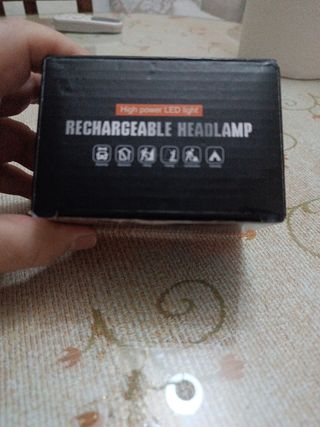 High power LED light
RECHARGEABLE HEADLAMP